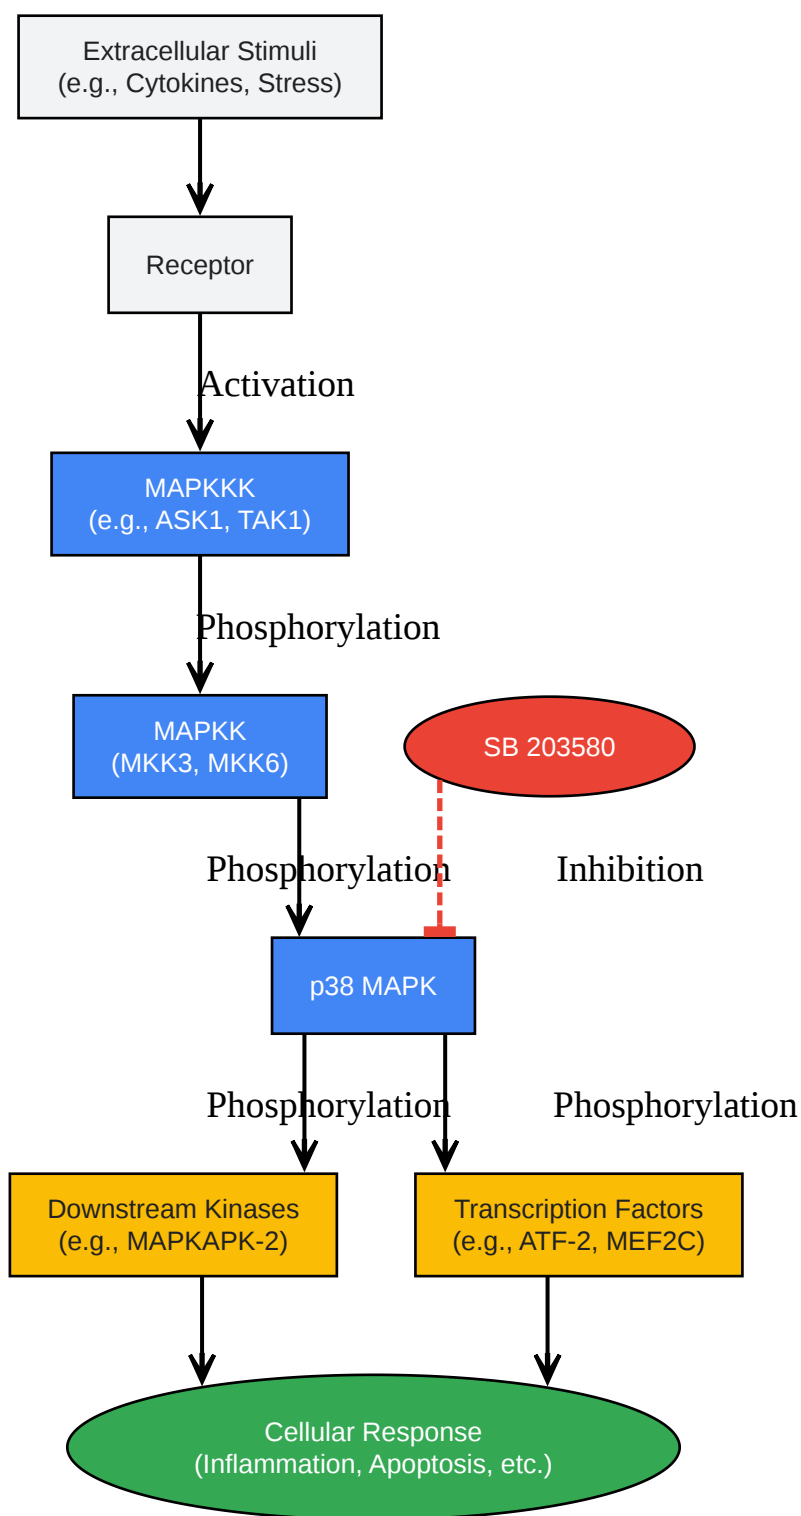 Extracellular Stimuli
(e.g., Cytokines, Stress)
Receptor
Activation
MAPKKK
(e.g., ASK1, TAK1)
Phosphorylation
MAPKK
(MKK3, MKK6)
SB 203580
Phosphorylation
Inhibition
p38 MAPK
Phosphorylation
Phosphorylation
Downstream Kinases
(e.g., MAPKAPK-2)
Transcription Factors
(e.g., ATF-2, MEF2C)
Cellular Response
(Inflammation, Apoptosis, etc.)